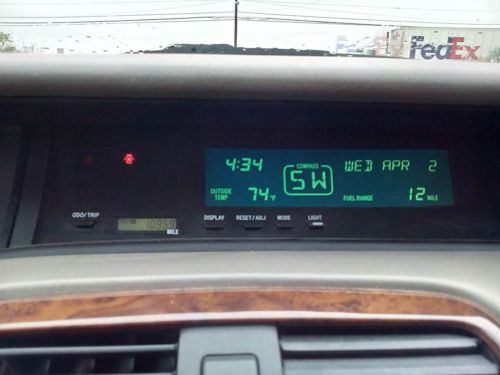 FedEx
4:34
COMPASS
SW
WED APR 2
OUTSIDE TEMP 74°F
FUEL RANGE 12 MILE
ODO/TRIP
MILE
DISPLAY RESET/ADJ MODE LIGHT